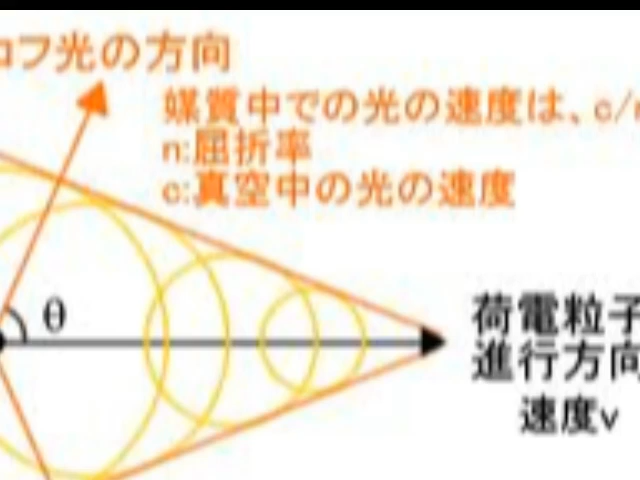 コフ光の方向
媒質中での光の速度は、c/n
n:屈折率
c:真空中の光の速度
θ
荷電粒子
進行方向
速度v